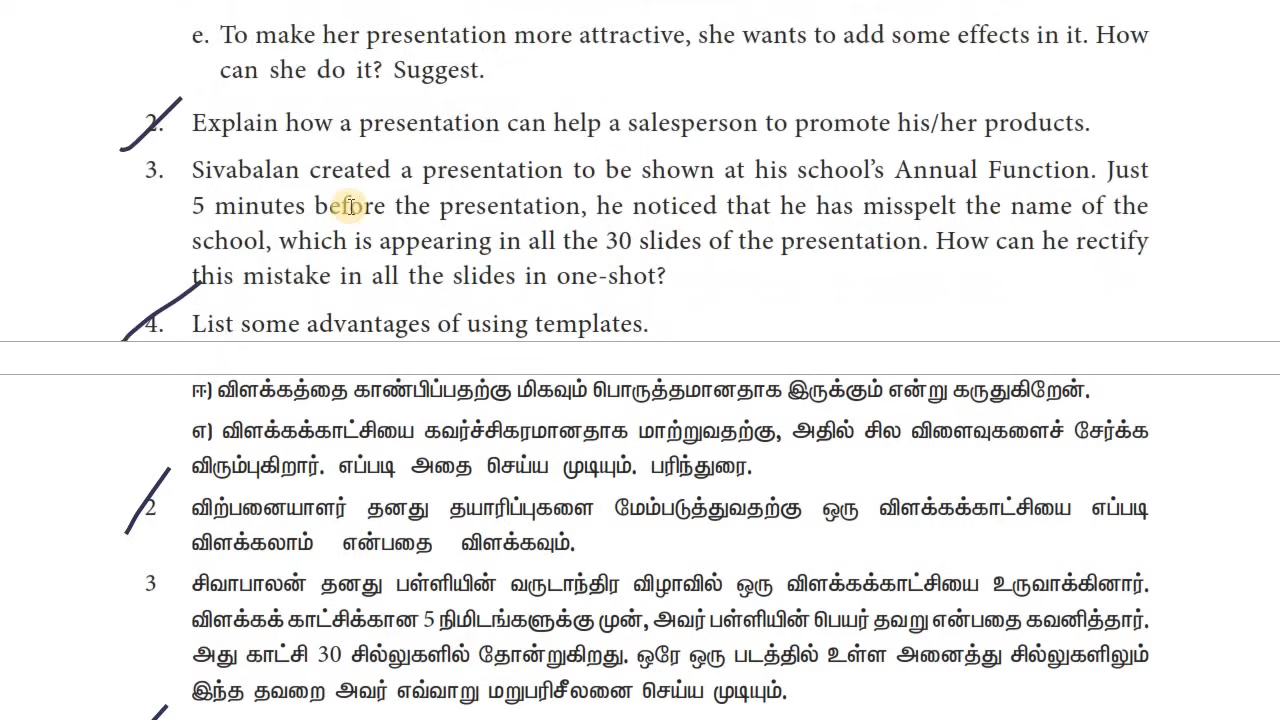 e. To make her presentation more attractive, she wants to add some effects in it. How
can she do it? Suggest.
2. Explain how a presentation can help a salesperson to promote his/her products.
3. Sivabalan created a presentation to be shown at his school's Annual Function. Just
5 minutes before the presentation, he noticed that he has misspelt the name of the
school, which is appearing in all the 30 slides of the presentation. How can he rectify
this mistake in all the slides in one-shot?
4. List some advantages of using templates.
ஈ) விளக்கத்தை காண்பிப்பதற்கு மிகவும் பொருத்தமானதாக இருக்கும் என்று கருதுகிறேன்.
எ) விளக்கக்காட்சியை கவர்ச்சிகரமானதாக மாற்றுவதற்கு, அதில் சில விளைவுகளைச் சேர்க்க
விரும்புகிறார். எப்படி அதை செய்ய முடியும். பரிந்துரை.
2 விற்பனையாளர் தனது தயாரிப்புகளை மேம்படுத்துவதற்கு ஒரு விளக்கக்காட்சியை எப்படி
விளக்கலாம் என்பதை விளக்கவும்.
3 சிவாபாலன் தனது பள்ளியின் வருடாந்திர விழாவில் ஒரு விளக்கக்காட்சியை உருவாக்கினார்.
விளக்கக் காட்சிக்கான 5 நிமிடங்களுக்கு முன், அவர் பள்ளியின் பெயர் தவறு என்பதை கவனித்தார்.
அது காட்சி 30 சில்லுகளில் தோன்றுகிறது. ஒரே ஒரு படத்தில் உள்ள அனைத்து சில்லுகளிலும்
இந்த தவறை அவர் எவ்வாறு மறுபரிசீலனை செய்ய முடியும்.